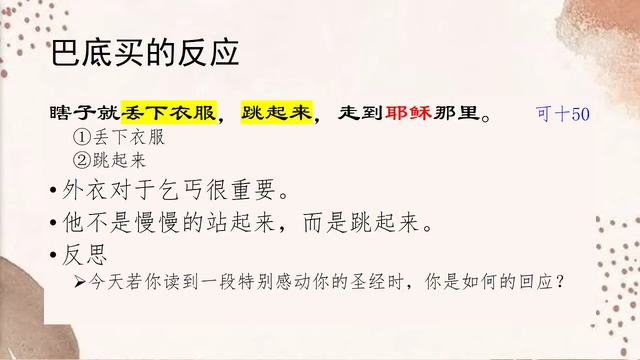 巴底买的反应
瞎子就丢下衣服，跳起来，走到耶稣那里。 可十50
①丢下衣服
②跳起来
•外衣对于乞丐很重要。
•他不是慢慢的站起来，而是跳起来。
•反思
➢今天若你读到一段特别感动你的圣经时，你是如何的回应？